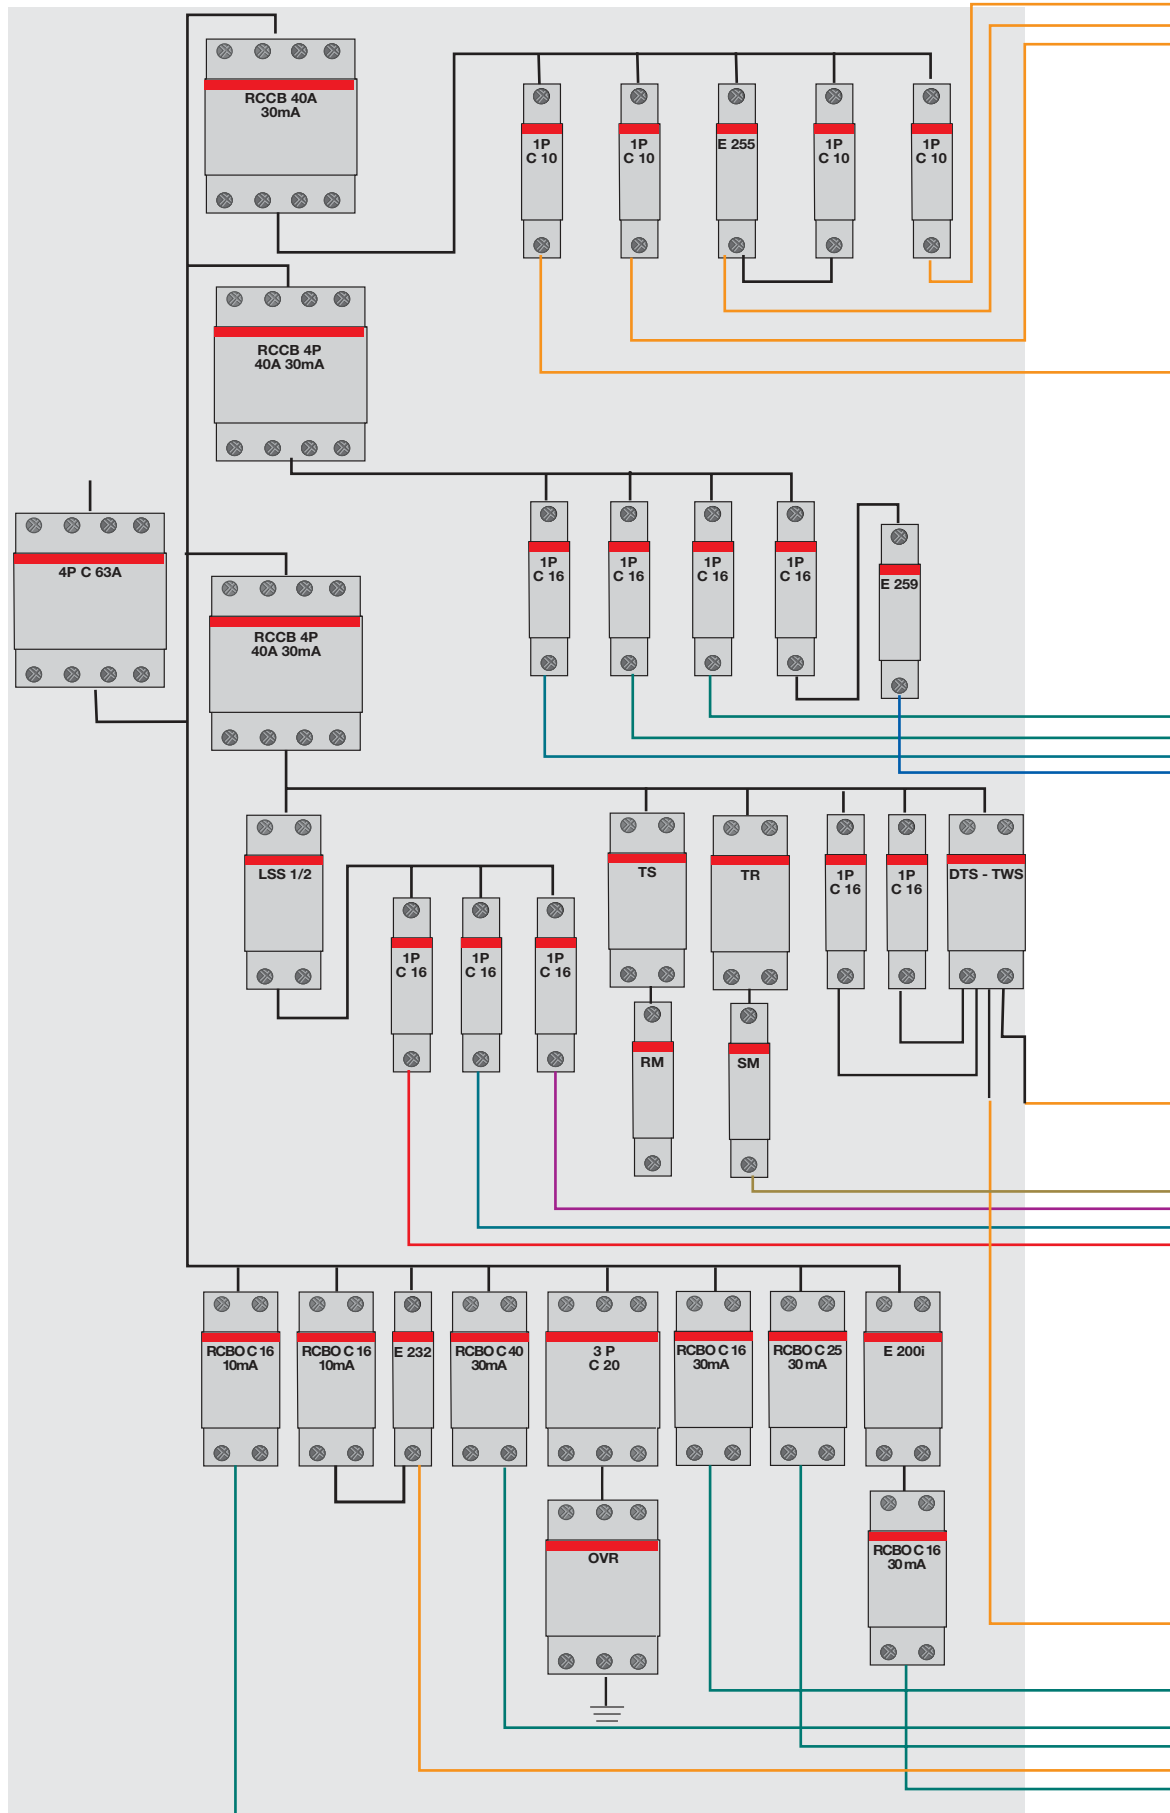 RCCB 40A
30mA
1P
C 10
1P
C 10
E 255
1P
C 10
1P
C 10
RCCB 4P
40A 30mA
4P C 63A
1P
C 16
1P
C 16
1P
C 16
1P
C 16
E 259
RCCB 4P
40A 30mA
LSS 1/2
1P
C 16
1P
C 16
1P
C 16
TS
TR
1P
C 16
1P
C 16
DTS - TWS
RM
SM
RCBO C 16
10mA
RCBO C 16
10mA
E 232
RCBO C 40
30mA
3 P
C 20
RCBO C 16
30mA
RCBO C 25
30 mA
E 200i
OVR
RCBO C 16
30 mA